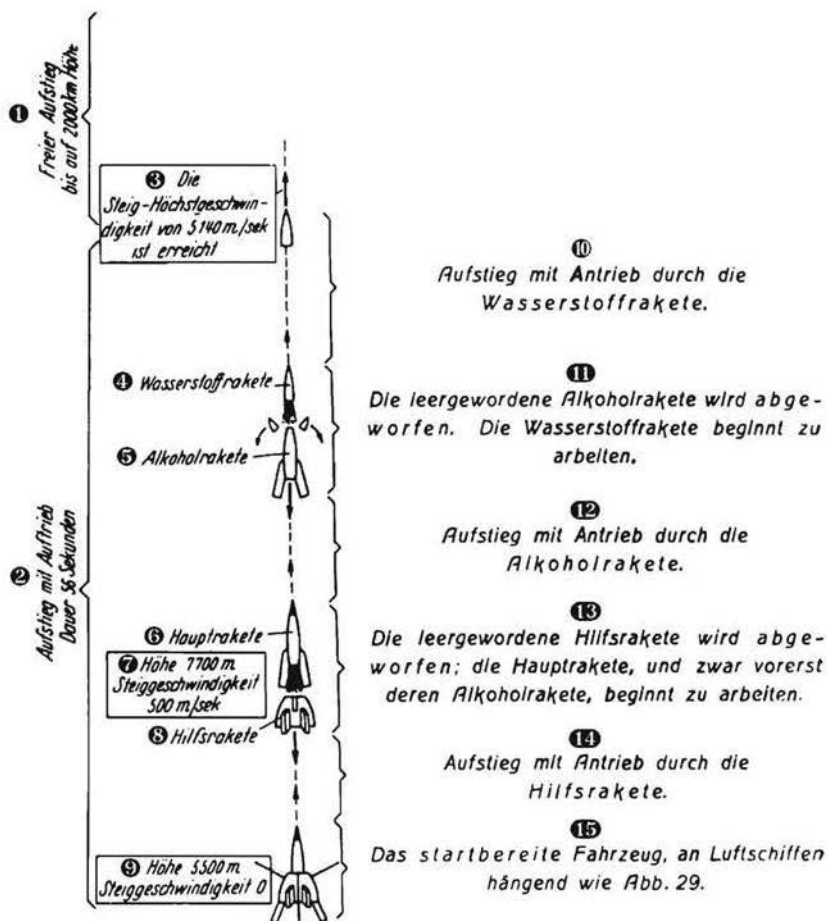 ❶ Freier Aufstieg
bis auf 2000 km Höhe
❸ Die
Steig-Höchstgeschwin-
digkeit von 5140 m/sek
ist erreicht
❹ Wasserstoffrakete
❺ Alkoholrakete
❷ Aufstieg mit Auftrieb
Dauer 56 Sekunden
❻ Hauptrakete
❼ Höhe 7700 m
Steiggeschwindigkeit
500 m/sek
❽ Hilfsrakete
❾ Höhe 5500 m
Steiggeschwindigkeit 0
❿
Aufstieg mit Antrieb durch die
Wasserstoffrakete.
⓫
Die leergewordene Alkoholrakete wird abge-
worfen. Die Wasserstoffrakete beginnt zu
arbeiten.
⓬
Aufstieg mit Antrieb durch die
Alkoholrakete.
⓭
Die leergewordene Hilfsrakete wird abge-
worfen; die Hauptrakete, und zwar vorerst
deren Alkoholrakete, beginnt zu arbeiten.
⓮
Aufstieg mit Antrieb durch die
Hilfsrakete.
⓯
Das startbereite Fahrzeug, an Luftschiffen
hängend wie Abb. 29.